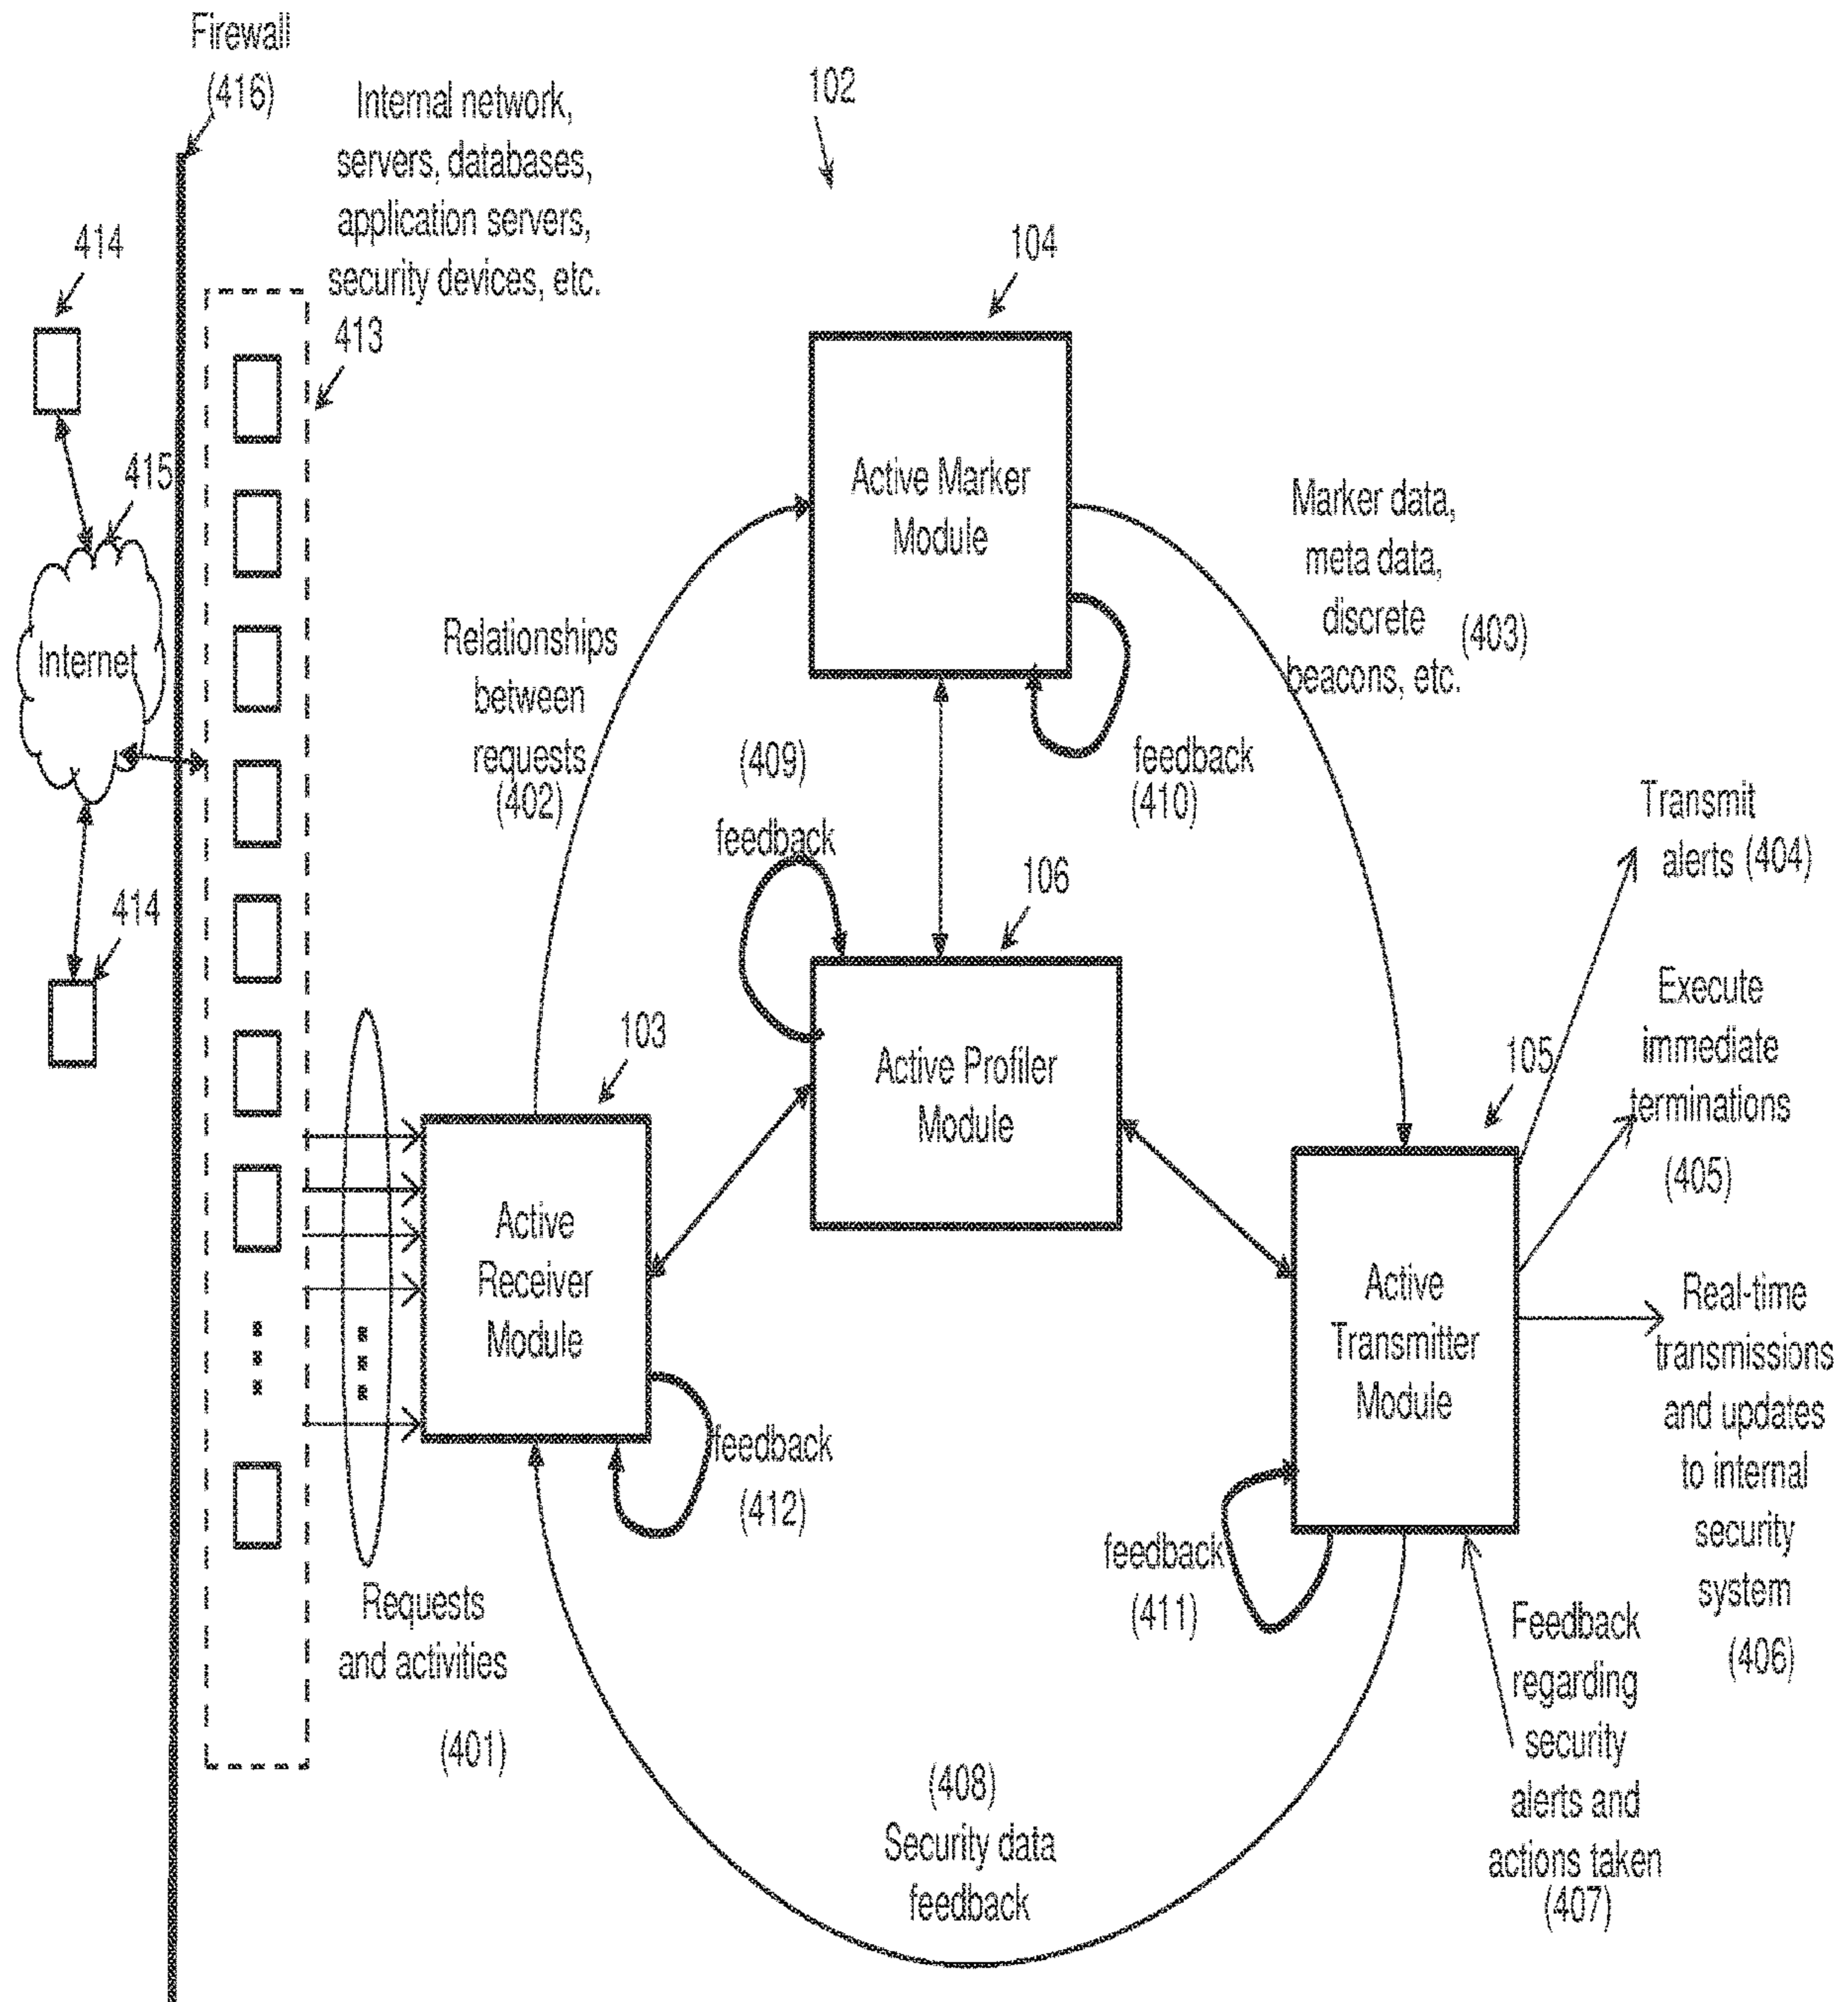 Firewall
(416)
Internal network,
servers, databases,
application servers,
security devices, etc.
413
102
414
415
Internet
414
104
Active Marker
Module
Marker data,
meta data,
discrete
beacons, etc.
(403)
Relationships
between
requests
(402)
(409)
feedback
feedback
(410)
Transmit
alerts (404)
106
Active Profiler
Module
103
Active
Receiver
Module
105
Execute
immediate
terminations
(405)
Active
Transmitter
Module
Real-time
transmissions
and updates
to internal
security
system
(406)
feedback
(412)
feedback
(411)
Requests
and activities
(401)
(408)
Security data
feedback
Feedback
regarding
security
alerts and
actions taken
(407)